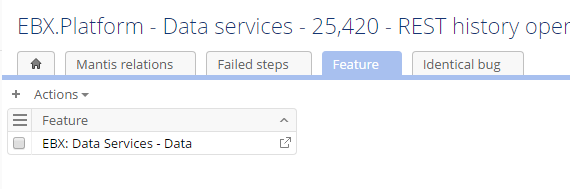 EBX.Platform - Data services - 25,420 - REST history oper
Mantis relations
Failed steps
Feature
Identical bug
+ Actions
Feature
EBX: Data Services - Data